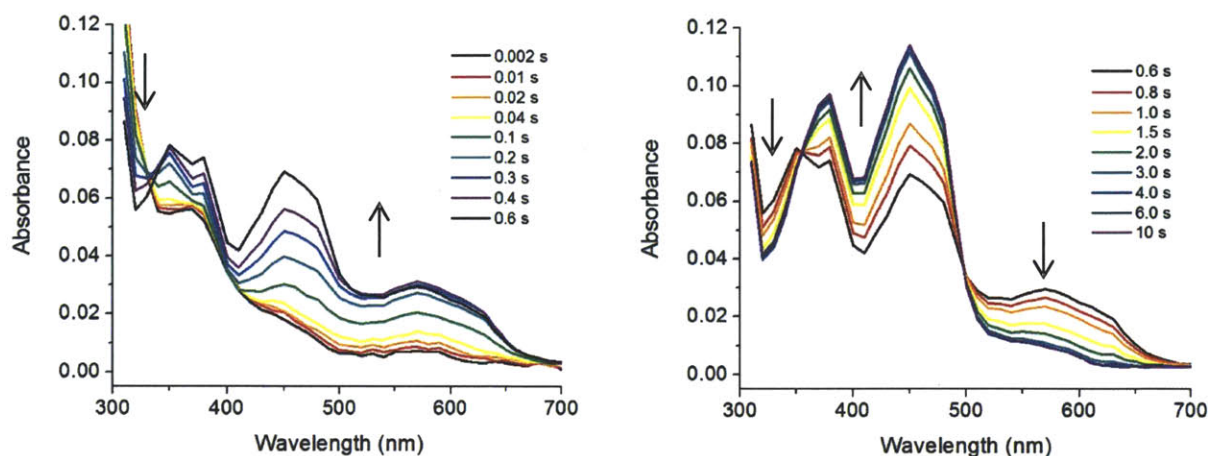 0.12
0.10
0.08
0.06
0.04
0.02
0.00
Absorbance
300 400 500 600 700
Wavelength (nm)
0.002 s
0.01 s
0.02 s
0.04 s
0.1 s
0.2 s
0.3 s
0.4 s
0.6 s
0.12
0.10
0.08
0.06
0.04
0.02
0.00
Absorbance
300 400 500 600 700
Wavelength (nm)
0.6 s
0.8 s
1.0 s
1.5 s
2.0 s
3.0 s
4.0 s
6.0 s
10 s